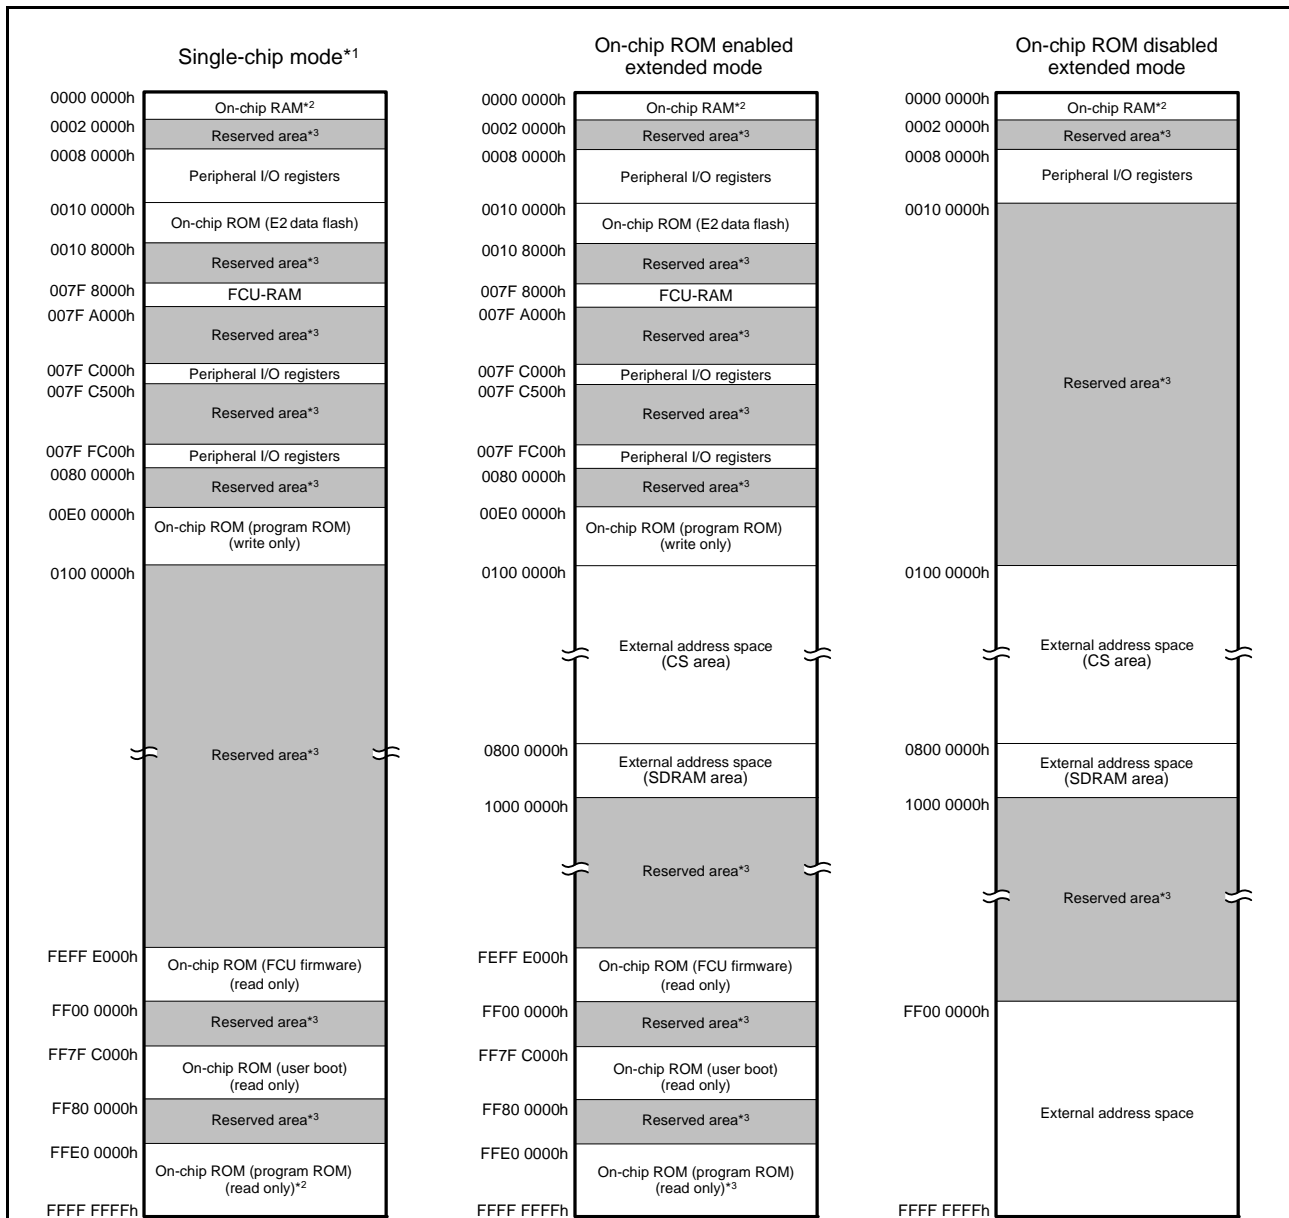 Single-chip mode*1
0000 0000h
On-chip RAM*2
0002 0000h
Reserved area*3
0008 0000h
Peripheral I/O registers
0010 0000h
On-chip ROM (E2 data flash)
0010 8000h
Reserved area*3
007F 8000h
FCU-RAM
007F A000h
Reserved area*3
007F C000h
Peripheral I/O registers
007F C500h
Reserved area*3
007F FC00h
Peripheral I/O registers
0080 0000h
Reserved area*3
00E0 0000h
On-chip ROM (program ROM)
(write only)
0100 0000h
Reserved area*3
FEFF E000h
On-chip ROM (FCU firmware)
(read only)
FF00 0000h
Reserved area*3
FF7F C000h
On-chip ROM (user boot)
(read only)
FF80 0000h
Reserved area*3
FFE0 0000h
On-chip ROM (program ROM)
(read only)*2
FFFF FFFFh
On-chip ROM enabled
extended mode
0000 0000h
On-chip RAM*2
0002 0000h
Reserved area*3
0008 0000h
Peripheral I/O registers
0010 0000h
On-chip ROM (E2 data flash)
0010 8000h
Reserved area*3
007F 8000h
FCU-RAM
007F A000h
Reserved area*3
007F C000h
Peripheral I/O registers
007F C500h
Reserved area*3
007F FC00h
Peripheral I/O registers
0080 0000h
Reserved area*3
00E0 0000h
On-chip ROM (program ROM)
(write only)
0100 0000h
External address space
(CS area)
0800 0000h
External address space
(SDRAM area)
1000 0000h
Reserved area*3
FEFF E000h
On-chip ROM (FCU firmware)
(read only)
FF00 0000h
Reserved area*3
FF7F C000h
On-chip ROM (user boot)
(read only)
FF80 0000h
Reserved area*3
FFE0 0000h
On-chip ROM (program ROM)
(read only)*3
FFFF FFFFh
On-chip ROM disabled
extended mode
0000 0000h
On-chip RAM*2
0002 0000h
Reserved area*3
0008 0000h
Peripheral I/O registers
0010 0000h
Reserved area*3
0100 0000h
External address space
(CS area)
0800 0000h
External address space
(SDRAM area)
1000 0000h
Reserved area*3
FF00 0000h
External address space
FFFF FFFFh